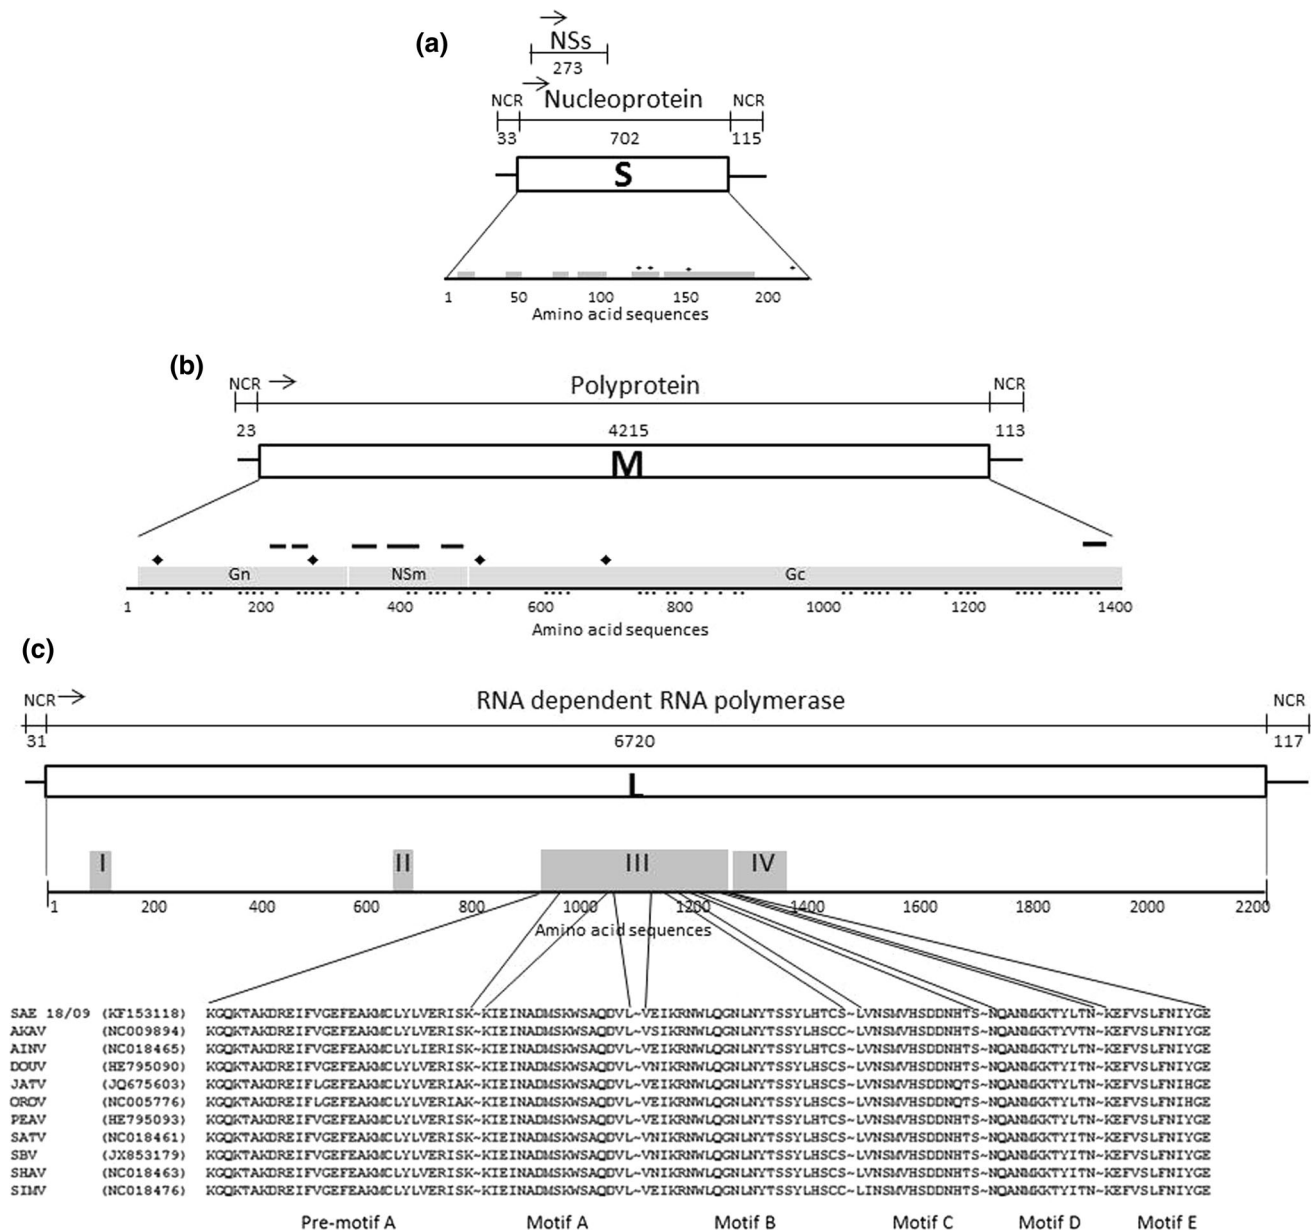 (a)
NSs
273
NCR Nucleoprotein NCR
33 702 115
S
1 50 100 150 200
Amino acid sequences
(b)
NCR Polyprotein NCR
23 4215 113
M
Gn NSm Gc
1 200 400 600 800 1000 1200 1400
Amino acid sequences
(c)
NCR RNA dependent RNA polymerase NCR
31 6720 117
L
I II III IV
1 200 400 600 800 1000 1200 1400 1600 1800 2000 2200
Amino acid sequences
SAE 18/09 (KF153118) KGQKTAKDREIFVGEFEAKMCLYLVERISK~KIEINADMSKWSAQDVL~VEIKRNWLQGNLNYTSSYLHTCS~LVNSMVHSDDNHTS~NQANMKKTYLTN~KEFVSLFNIYGE
AKAV (NC009894) KGQKTAKDREIFVGEFEAKMCLYLVERISK~KIEINADMSKWSAQDVL~VEIKRNWLQGNLNYTSSYLHTCS~LVNSMVHSDDNHTS~NQANMKKTYVTN~KEFVSLFNIYGE
AINV (NC018465) KGQKTAKDREIFVGEFEAKMCLYLIERISK~KIEINADMSKWSAQDVL~VEIKRNWLQGNLNYTSSYLHTCS~LVNSMVHSDDNHTS~NQANMKKTYLTN~KEFVSLFNIYGE
DOUV (HE795090) KGQKTAKDREIFVGEFEAKMCLYLVERISK~KIEINADMSKWSAQDVL~VNIKRNWLQGNLNYTSSYLHTCS~LVNSMVHSDDNHTS~NQANMKKTYITN~KEFVSLFNIYGE
JATV (JQ675603) KGQKTAKDREIFLGEFEAKMCLYLVERIAK~KIEINADMSKWSAQDVL~VEIKRNWLQGNLNYTSSYLHSCS~LVNSMVHSDDNQTS~NQANMKKTYLTN~KEFVSLFNIHGE
OROV (NC005776) KGQKTAKDREIFLGEFEAKMCLYLVERIAK~KIEINADMSKWSAQDVL~VEIKRNWLQGNLNYTSSYLHSCS~LVNSMVHSDDNQTS~NQANMKKTYLTN~KEFVSLFNIHGE
PEAV (HE795093) KGQKTAKDREIFVGEFEAKMCLYLVERISK~KIEINADMSKWSAQDVL~VEIKRNWLQGNLNYTSSYLHTCS~LVNSMVHSDDNHTS~NQANMKKTYITN~KEFVSLFNIYGE
SATV (NC018461) KGQKTAKDREIFVGEFEAKMCLYLVERISK~KIEINADMSKWSAQDVL~VNIKRNWLQGNLNYTSSYLHTCS~LVNSMVHSDDNHTS~NQANMKKTYITN~KEFVSLFNIYGE
SBV (JX853179) KGQKTAKDREIFVGEFEAKMCLYLVERISK~KIEINADMSKWSAQDVL~VNIKRNWLQGNLNYTSSYLHTCS~LVNSMVHSDDNHTS~NQANMKKTYITN~KEFVSLFNIYGE
SHAV (NC018463) KGQKTAKDREIFVGEFEAKMCLYLVERISK~KIEINADMSKWSAQDVL~VNIKRNWLQGNLNYTSSYLHSCC~LVNSMVHSDDNHTS~NQANMKKTYITN~KEFVSLFNIYGE
SIMV (NC018476) KGQKTAKDREIFVGEFEAKMCLYLVERISK~KIEINADMSKWSAQDVL~VEIKRNWLQGNLNYTSSYLHSCC~LINSMVHSDDNHTS~NQANMKKTYITN~KEFVSLFNIYGE
Pre-motif A Motif A Motif B Motif C Motif D Motif E